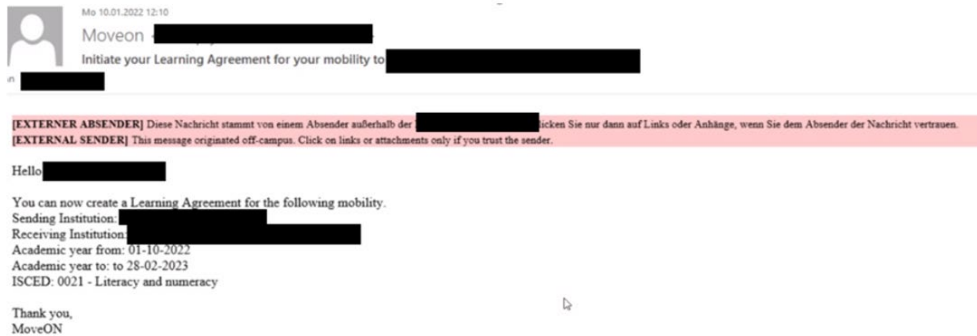 Mo 10.01.2022 12:10
Moveon
Initiate your Learning Agreement for your mobility to
[EXTERNER ABSENDER] Diese Nachricht stammt von einem Absender außerhalb der licken Sie nur dann auf Links oder Anhänge, wenn Sie dem Absender der Nachricht vertrauen.
[EXTERNAL SENDER] This message originated off-campus. Click on links or attachments only if you trust the sender.
Hello
You can now create a Learning Agreement for the following mobility.
Sending Institution:
Receiving Institution:
Academic year from: 01-10-2022
Academic year to: to 28-02-2023
ISCED: 0021 - Literacy and numeracy
Thank you,
MoveON